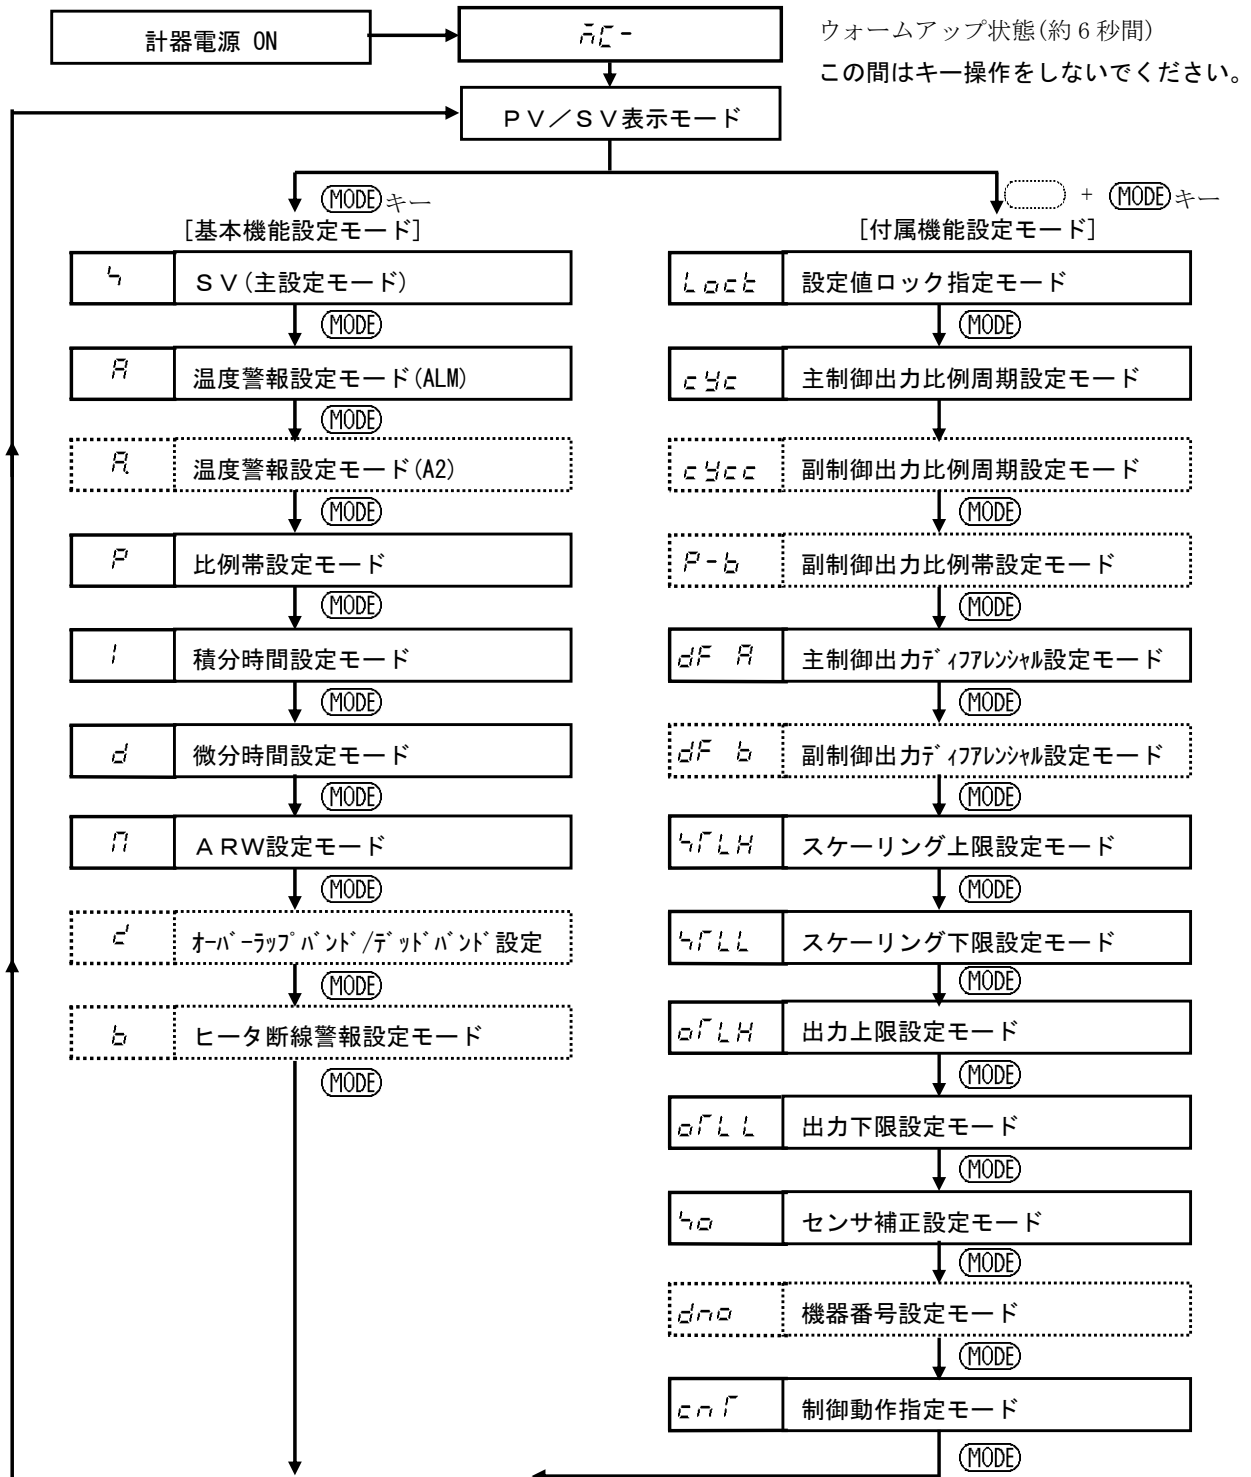 計器電源 ON
AC-
ウォームアップ状態(約6秒間)
この間はキー操作をしないでください。
PV/SV表示モード
MODE キー
+ MODE キー
[基本機能設定モード]
S SV(主設定モード)
MODE
A 温度警報設定モード(ALM)
MODE
A. 温度警報設定モード(A2)
MODE
P 比例帯設定モード
MODE
I 積分時間設定モード
MODE
d 微分時間設定モード
MODE
ARW設定モード
MODE
オーバーラップバンド/デッドバンド設定
MODE
b ヒータ断線警報設定モード
MODE
[付属機能設定モード]
Lock 設定値ロック指定モード
MODE
cyc 主制御出力比例周期設定モード
cycc 副制御出力比例周期設定モード
MODE
P-b 副制御出力比例帯設定モード
MODE
dF A 主制御出力ディファレンシャル設定モード
MODE
dF b 副制御出力ディファレンシャル設定モード
MODE
SfLH スケーリング上限設定モード
MODE
SfLL スケーリング下限設定モード
MODE
ofLH 出力上限設定モード
MODE
ofLL 出力下限設定モード
MODE
So センサ補正設定モード
MODE
dno 機器番号設定モード
MODE
cnf 制御動作指定モード
MODE